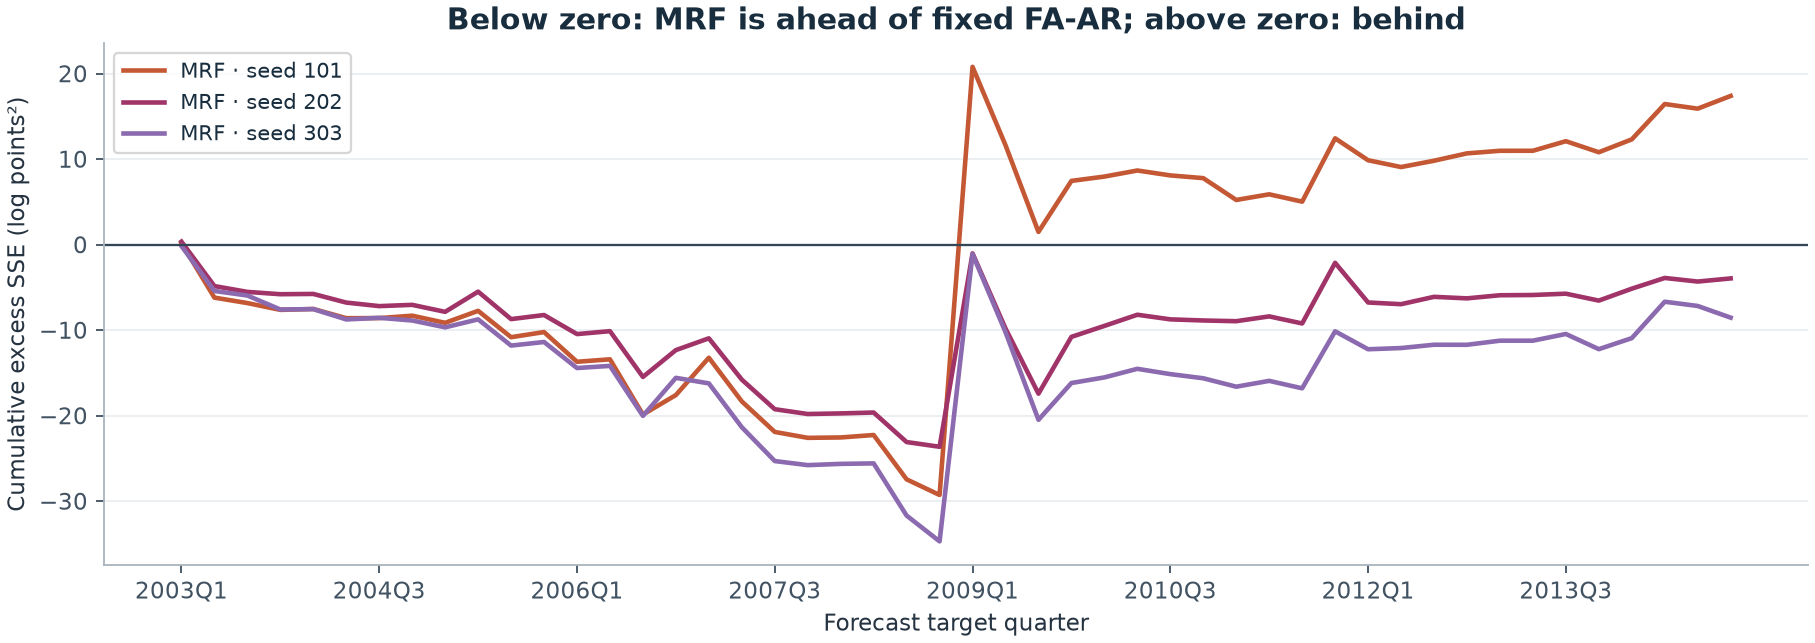 Below zero: MRF is ahead of fixed FA-AR; above zero: behind
MRF · seed 101
MRF · seed 202
MRF · seed 303
Cumulative excess SSE (log points²)
20
10
0
−10
−20
−30
2003Q1 2004Q3 2006Q1 2007Q3 2009Q1 2010Q3 2012Q1 2013Q3
Forecast target quarter